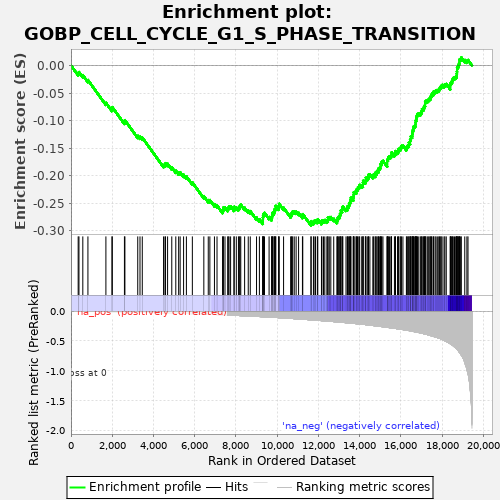 Enrichment plot:
GOBP_CELL_CYCLE_G1_S_PHASE_TRANSITION
Enrichment score (ES)
0.00
-0.05
-0.10
-0.15
-0.20
-0.25
-0.30
Ranked list metric (PreRanked)
'na_pos' (positively correlated)
0.0
-0.5
-1.0
-1.5
-2.0
oss at 0
'na_neg' (negatively correlated)
0 2,000 4,000 6,000 8,000 10,000 12,000 14,000 16,000 18,000 20,000
Rank in Ordered Dataset
Enrichment profile Hits Ranking metric scores